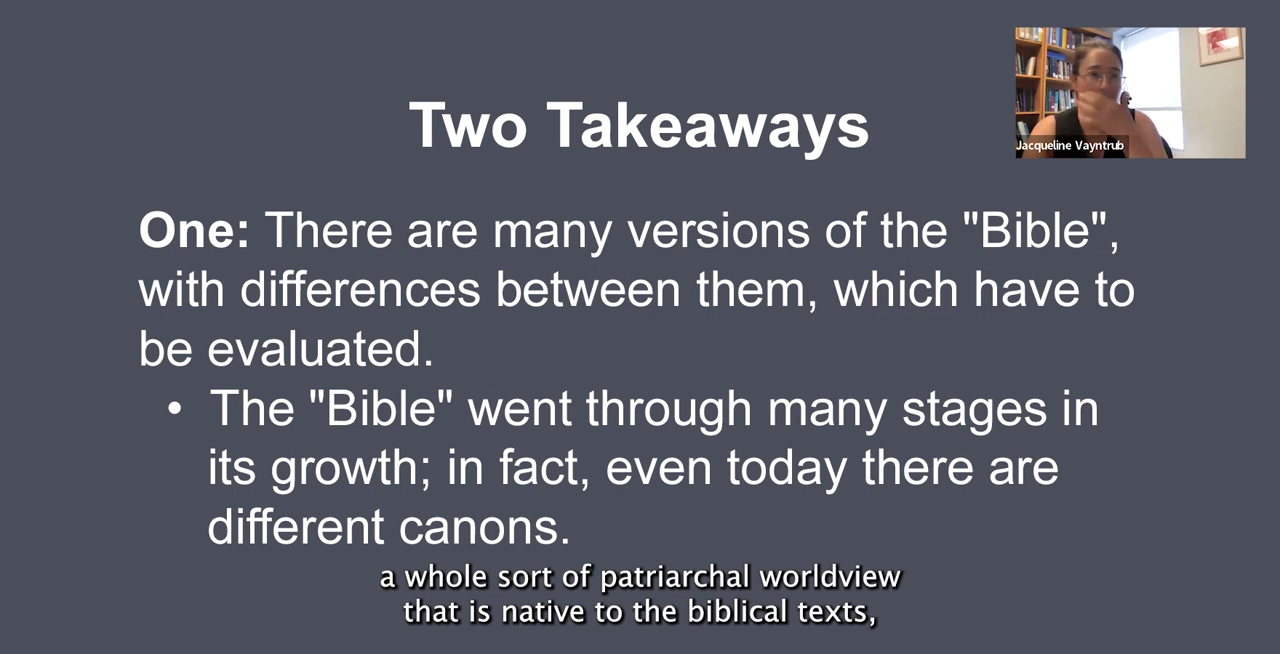 Two Takeaways
Jacqueline Vayntrub
One: There are many versions of the "Bible",
with differences between them, which have to
be evaluated.
• The "Bible" went through many stages in
its growth; in fact, even today there are
different canons.
a whole sort of patriarchal worldview
that is native to the biblical texts,